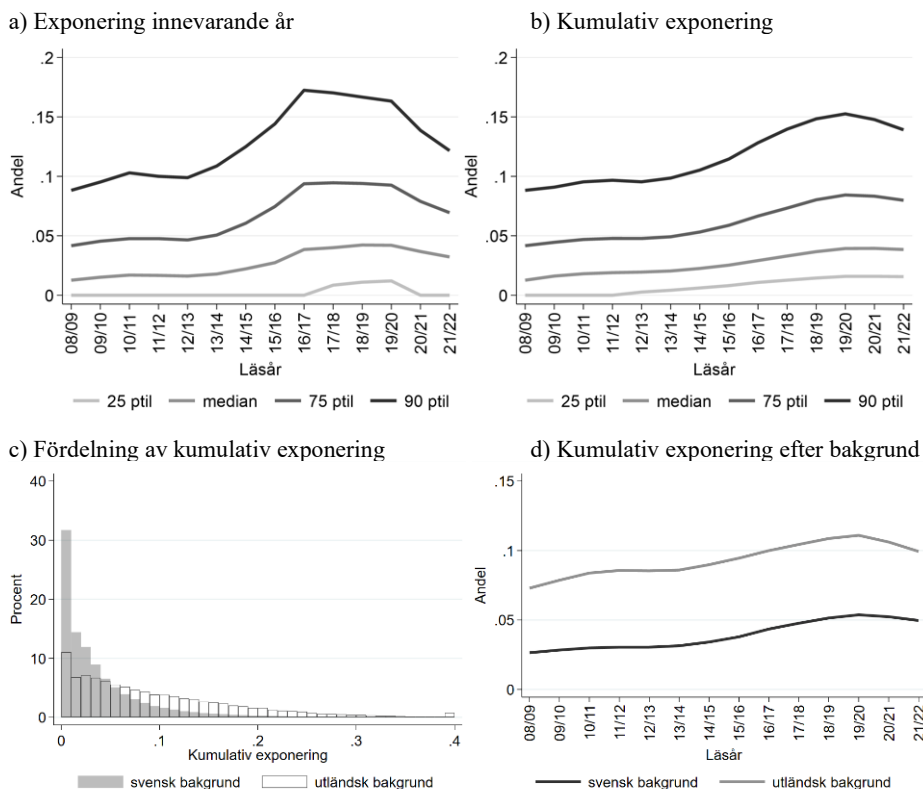 a) Exponering innevarande år
.2
.15
.1
.05
0
Andel
08/09 09/10 10/11 11/12 12/13 13/14 14/15 15/16 16/17 17/18 18/19 19/20 20/21 21/22
Läsår
25 ptil median 75 ptil 90 ptil
b) Kumulativ exponering
.2
.15
.1
.05
0
Andel
08/09 09/10 10/11 11/12 12/13 13/14 14/15 15/16 16/17 17/18 18/19 19/20 20/21 21/22
Läsår
25 ptil median 75 ptil 90 ptil
c) Fördelning av kumulativ exponering
40
30
20
10
0
Procent
0 .1 .2 .3 .4
Kumulativ exponering
svensk bakgrund utländsk bakgrund
d) Kumulativ exponering efter bakgrund
.15
.1
.05
0
Andel
08/09 09/10 10/11 11/12 12/13 13/14 14/15 15/16 16/17 17/18 18/19 19/20 20/21 21/22
Läsår
svensk bakgrund utländsk bakgrund